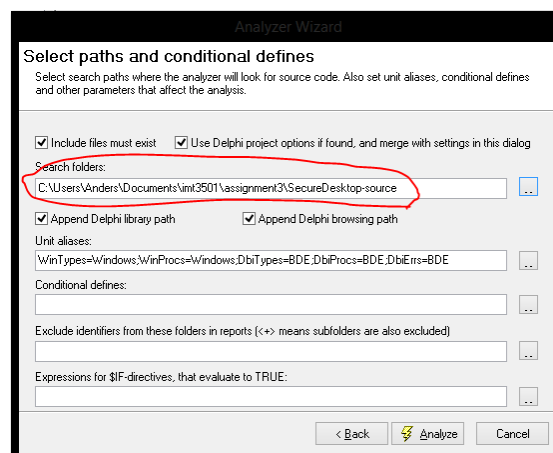 Analyzer Wizard
Select paths and conditional defines
Select search paths where the analyzer will look for source code. Also set unit aliases, conditional defines
and other parameters that affect the analysis.
Include files must exist Use Delphi project options if found, and merge with settings in this dialog
Search folders:
C:\Users\Anders\Documents\imt3501\assignment3\SecureDesktop-source
..
Append Delphi library path Append Delphi browsing path
Unit aliases:
WinTypes=Windows;WinProcs=Windows;DbiTypes=BDE;DbiProcs=BDE;DbiErrs=BDE
..
Conditional defines:
..
Exclude identifiers from these folders in reports (<+> means subfolders are also excluded)
..
Expressions for $IF-directives, that evaluate to TRUE:
..
< Back Analyze Cancel